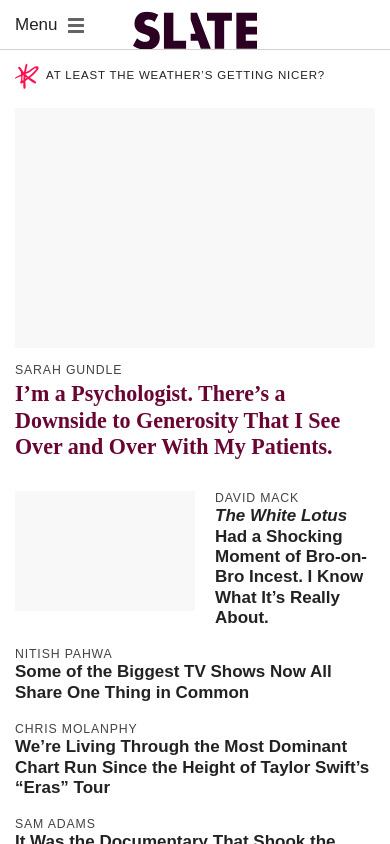 Menu
SLATE
AT LEAST THE WEATHER’S GETTING NICER?
SARAH GUNDLE
I’m a Psychologist. There’s a
Downside to Generosity That I See
Over and Over With My Patients.
DAVID MACK
The White Lotus
Had a Shocking
Moment of Bro-on-
Bro Incest. I Know
What It’s Really
About.
NITISH PAHWA
Some of the Biggest TV Shows Now All
Share One Thing in Common
CHRIS MOLANPHY
We’re Living Through the Most Dominant
Chart Run Since the Height of Taylor Swift’s
“Eras” Tour
SAM ADAMS
It Was the Documentary That Shook the